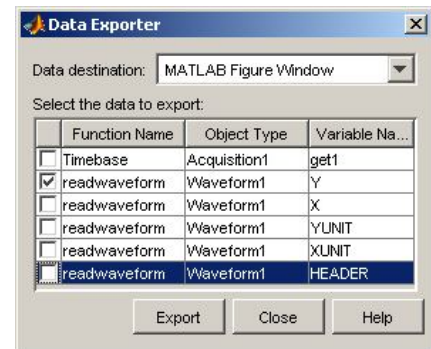 Data Exporter
Data destination: MATLAB Figure Window
Select the data to export:
Function Name Object Type Variable Na...
Timebase Acquisition1 get1
readwaveform Waveform1 Y
readwaveform Waveform1 X
readwaveform Waveform1 YUNIT
readwaveform Waveform1 XUNIT
readwaveform Waveform1 HEADER
Export Close Help